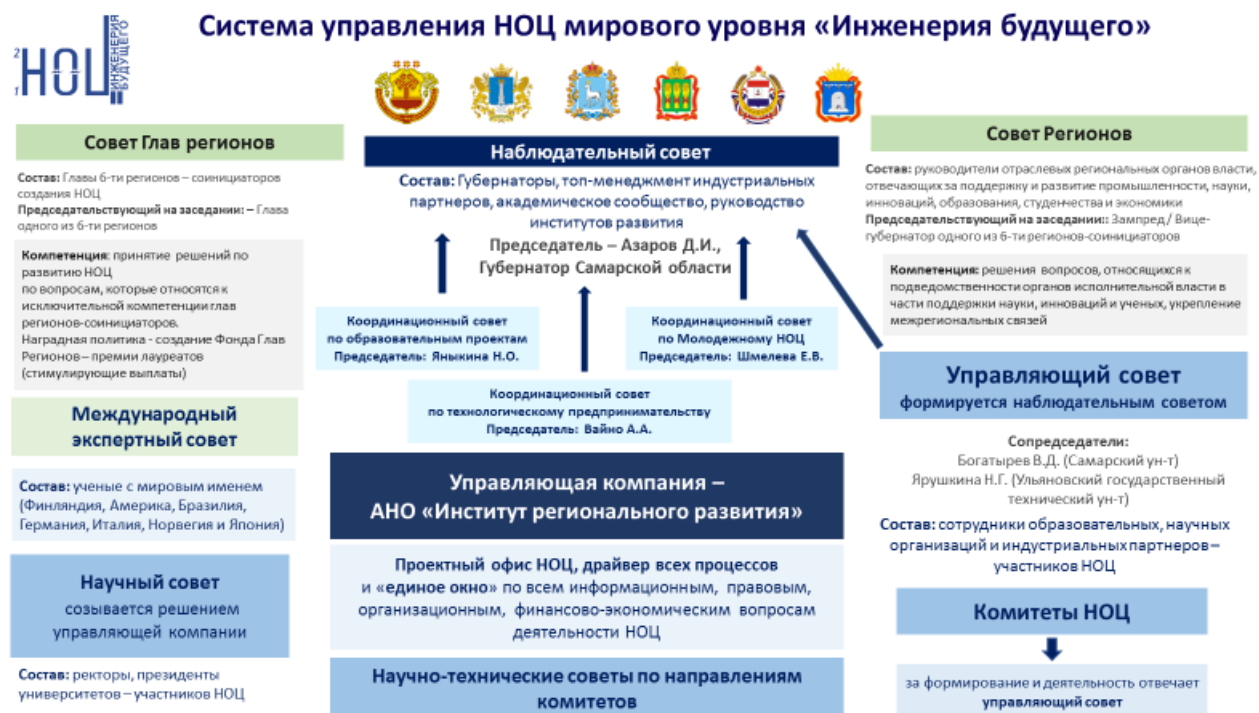 Система управления НОЦ мирового уровня «Инженерия будущего»
2
1
НОЦ
ИНЖЕНЕРИЯ
БУДУЩЕГО
Совет Глав регионов
Состав: Главы 6-ти регионов – соинициаторов
создания НОЦ
Председательствующий на заседании: – Глава
одного из 6-ти регионов
Компетенция: принятие решений по
развитию НОЦ
по вопросам, которые относятся к
исключительной компетенции глав
регионов-соинициаторов.
Наградная политика - создание Фонда Глав
Регионов – премии лауреатов
(стимулирующие выплаты)
Международный
экспертный совет
Состав: ученые с мировым именем
(Финляндия, Америка, Бразилия,
Германия, Италия, Норвегия и Япония)
Научный совет
созывается решением
управляющей компании
Состав: ректоры, президенты
университетов – участников НОЦ
Наблюдательный совет
Состав: Губернаторы, топ-менеджмент индустриальных
партнеров, академическое сообщество, руководство
институтов развития
Председатель – Азаров Д.И.,
Губернатор Самарской области
Координационный совет
по образовательным проектам
Председатель: Яныкина Н.О.
Координационный совет
по Молодежному НОЦ
Председатель: Шмелева Е.В.
Координационный совет
по технологическому предпринимательству
Председатель: Вайно А.А.
Управляющая компания –
АНО «Институт регионального развития»
Проектный офис НОЦ, драйвер всех процессов
и «единое окно» по всем информационным, правовым,
организационным, финансово-экономическим вопросам
деятельности НОЦ
Научно-технические советы по направлениям
комитетов
Совет Регионов
Состав: руководители отраслевых региональных органов власти,
отвечающих за поддержку и развитие промышленности, науки,
инноваций, образования, студенчества и экономики
Председательствующий на заседании:: Зампред / Вице-
губернатор одного из 6-ти регионов-соинициаторов
Компетенция: решения вопросов, относящихся к
подведомственности органов исполнительной власти в
части поддержки науки, инноваций и ученых, укрепление
межрегиональных связей
Управляющий совет
формируется наблюдательным советом
Сопредседатели:
Богатырев В.Д. (Самарский ун-т)
Ярушкина Н.Г. (Ульяновский государственный
технический ун-т)
Состав: сотрудники образовательных, научных
организаций и индустриальных партнеров –
участников НОЦ
Комитеты НОЦ
за формирование и деятельность отвечает
управляющий совет